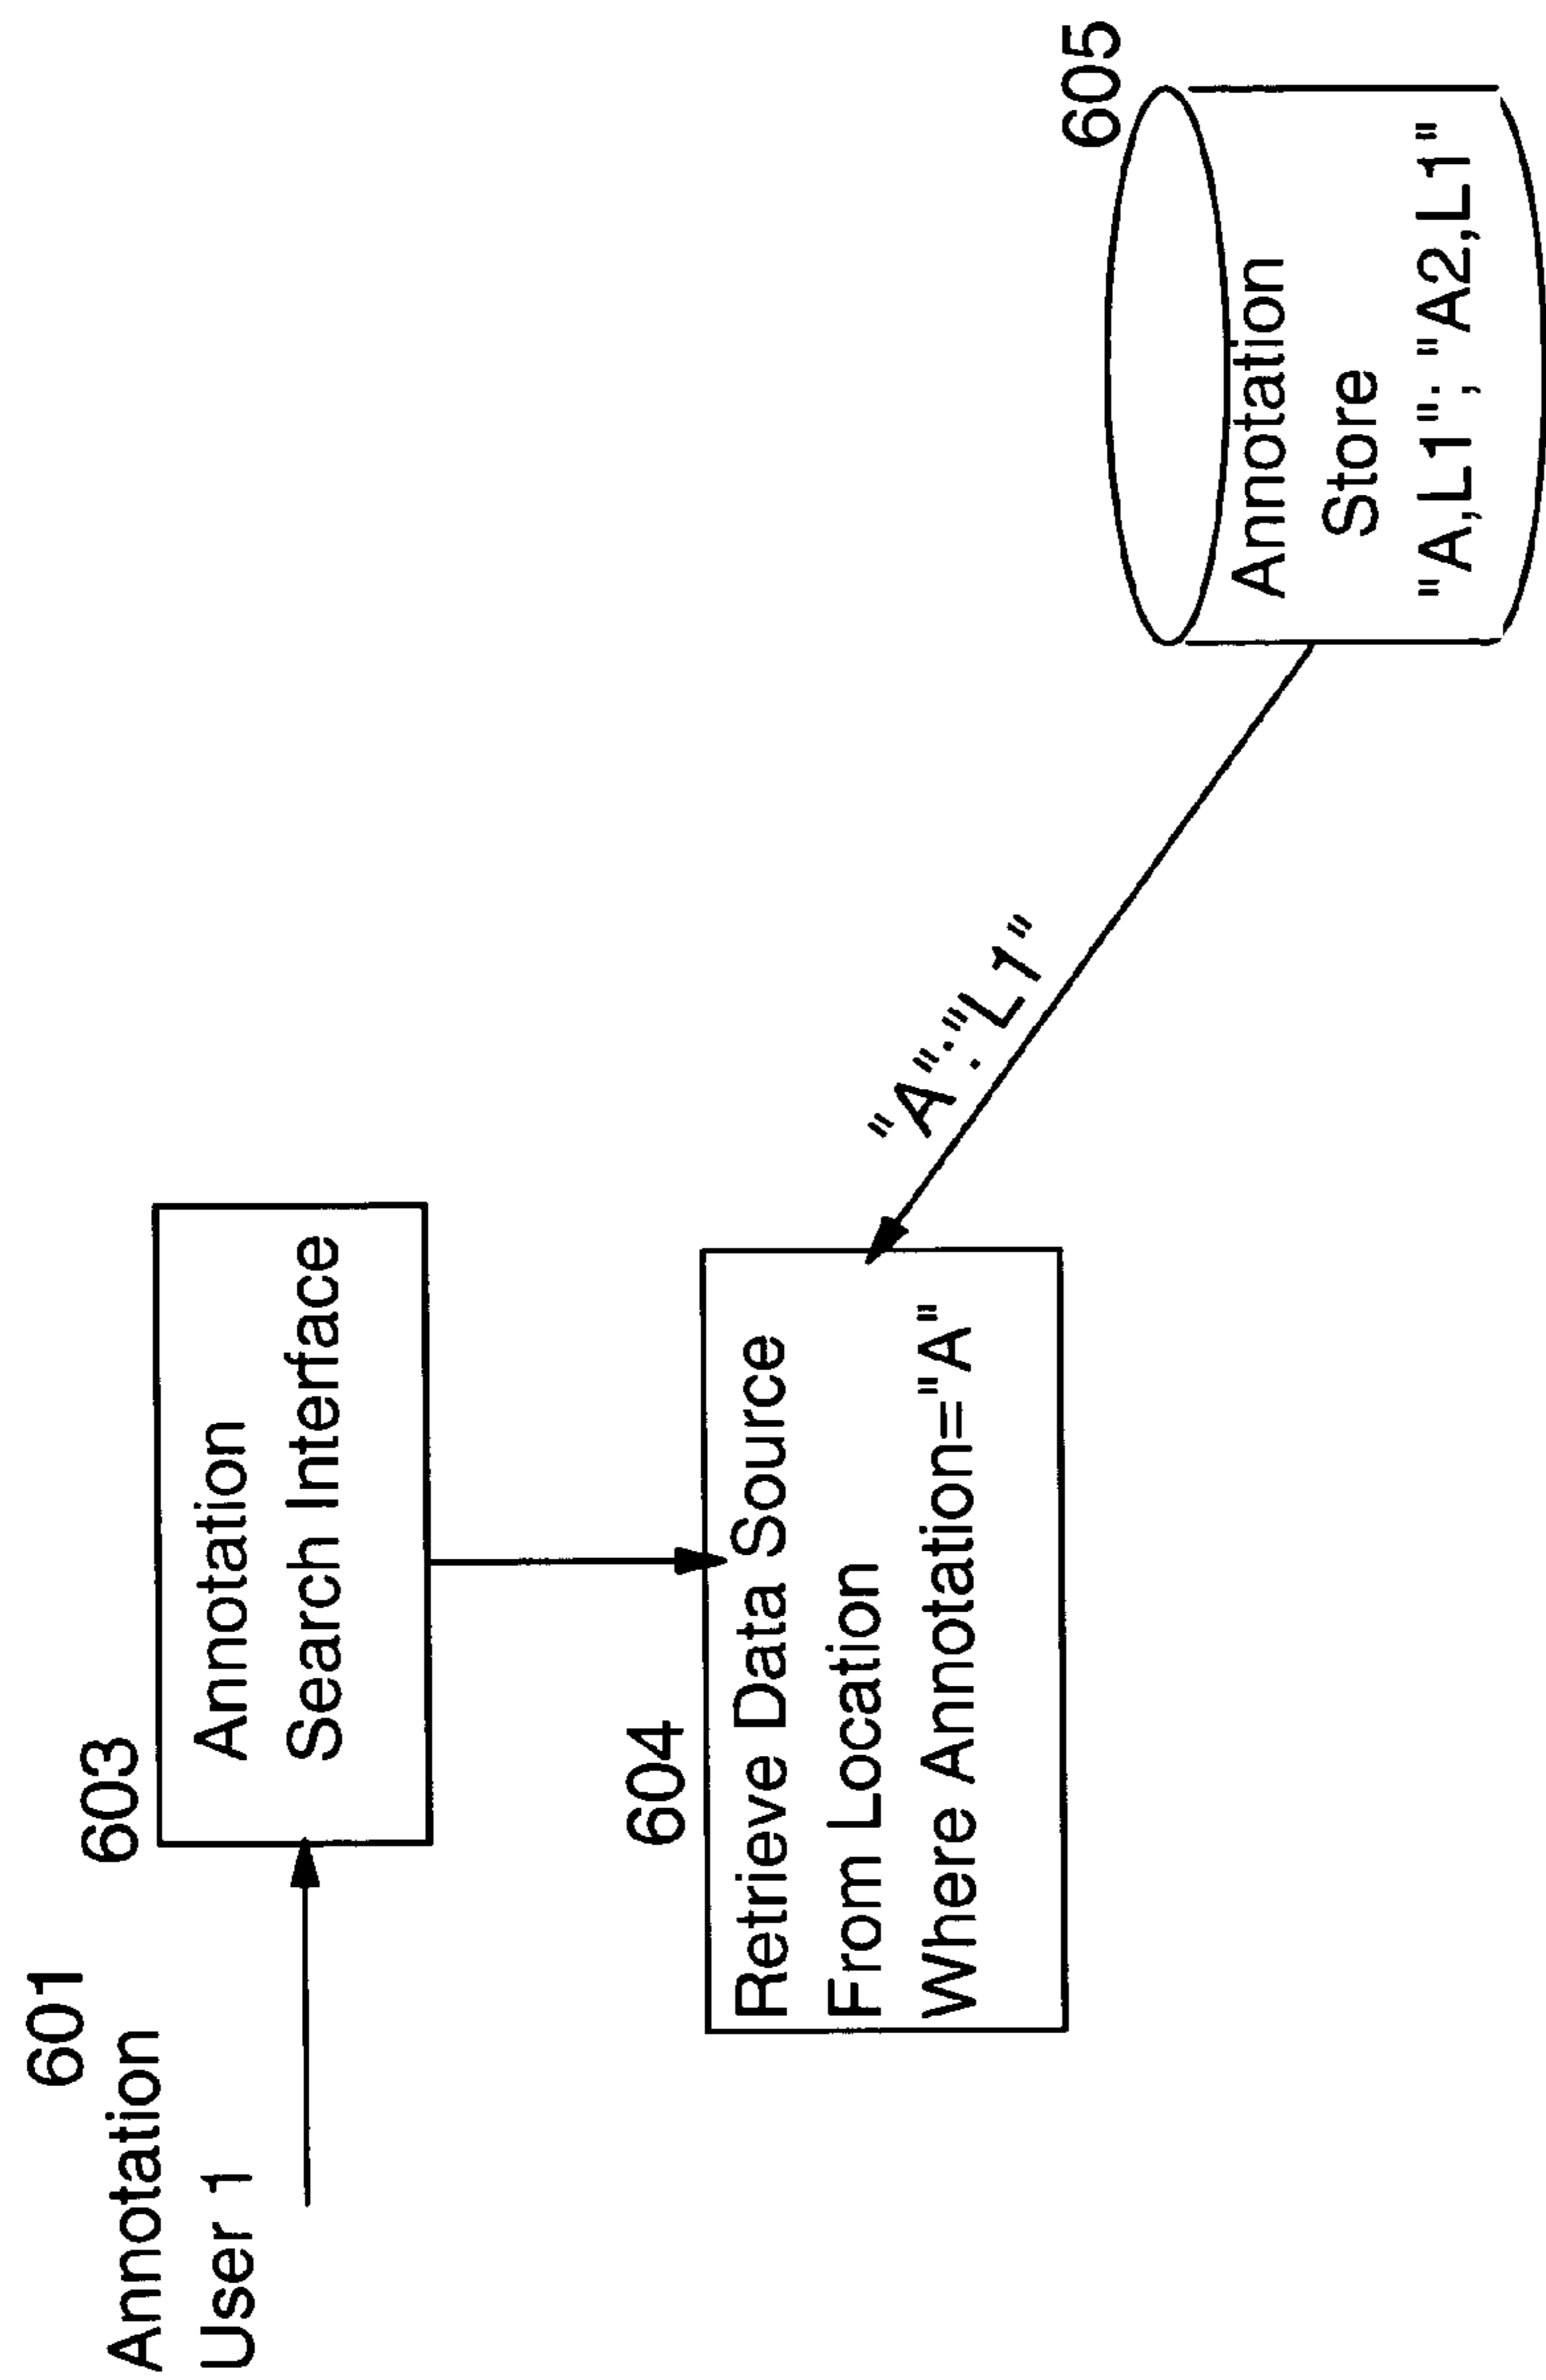 601
Annotation
User 1
603
Annotation
Search Interface
604
Retrieve Data Source
From Location
Where Annotation="A"
"A":"L1"
605
Annotation
Store
"A,L1"; "A2,L1"